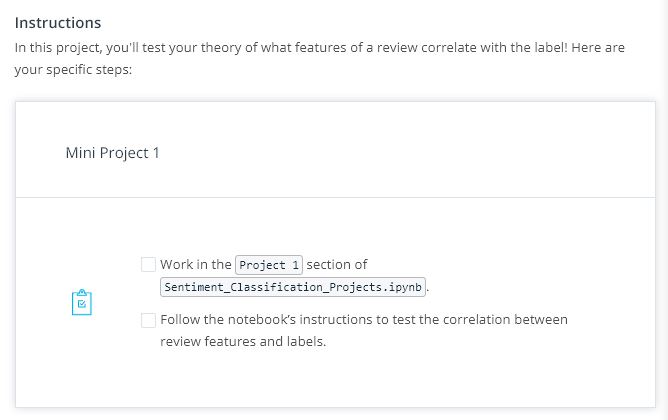 Instructions
In this project, you'll test your theory of what features of a review correlate with the label! Here are
your specific steps:
Mini Project 1
Work in the Project 1 section of
Sentiment_Classification_Projects.ipynb.
Follow the notebook’s instructions to test the correlation between
review features and labels.